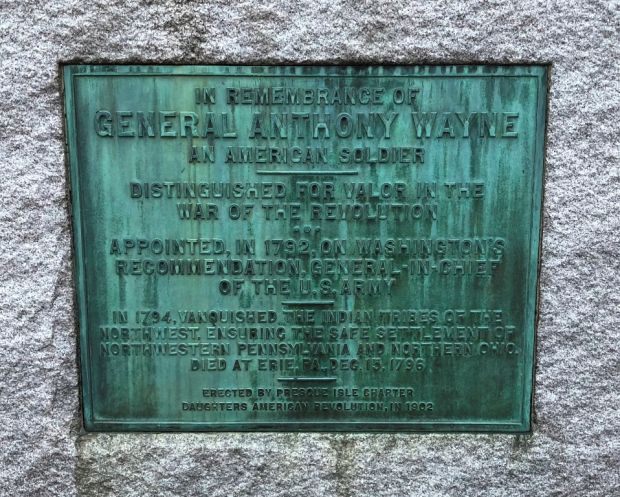 IN REMEMBRANCE OF
GENERAL ANTHONY WAYNE
AN AMERICAN SOLDIER
DISTINGUISHED FOR VALOR IN THE
WAR OF THE REVOLUTION
APPOINTED, IN 1792, ON WASHINGTON'S
RECOMMENDATION, GENERAL-IN-CHIEF
OF THE U.S. ARMY
IN 1794, VANQUISHED THE INDIAN TRIBES OF THE
NORTHWEST, ENSURING THE SAFE SETTLEMENT OF
NORTHWESTERN PENNSYLVANIA AND NORTHERN OHIO.
DIED AT ERIE, PA. DEC. 15, 1796
ERECTED BY PRESQUE ISLE CHAPTER
DAUGHTERS AMERICAN REVOLUTION, IN 1902